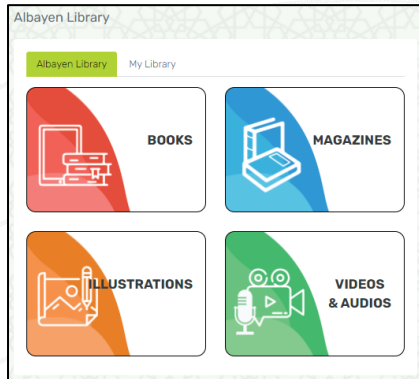 Albayen Library
Albayen Library
My Library
BOOKS
MAGAZINES
ILLUSTRATIONS
VIDEOS
& AUDIOS